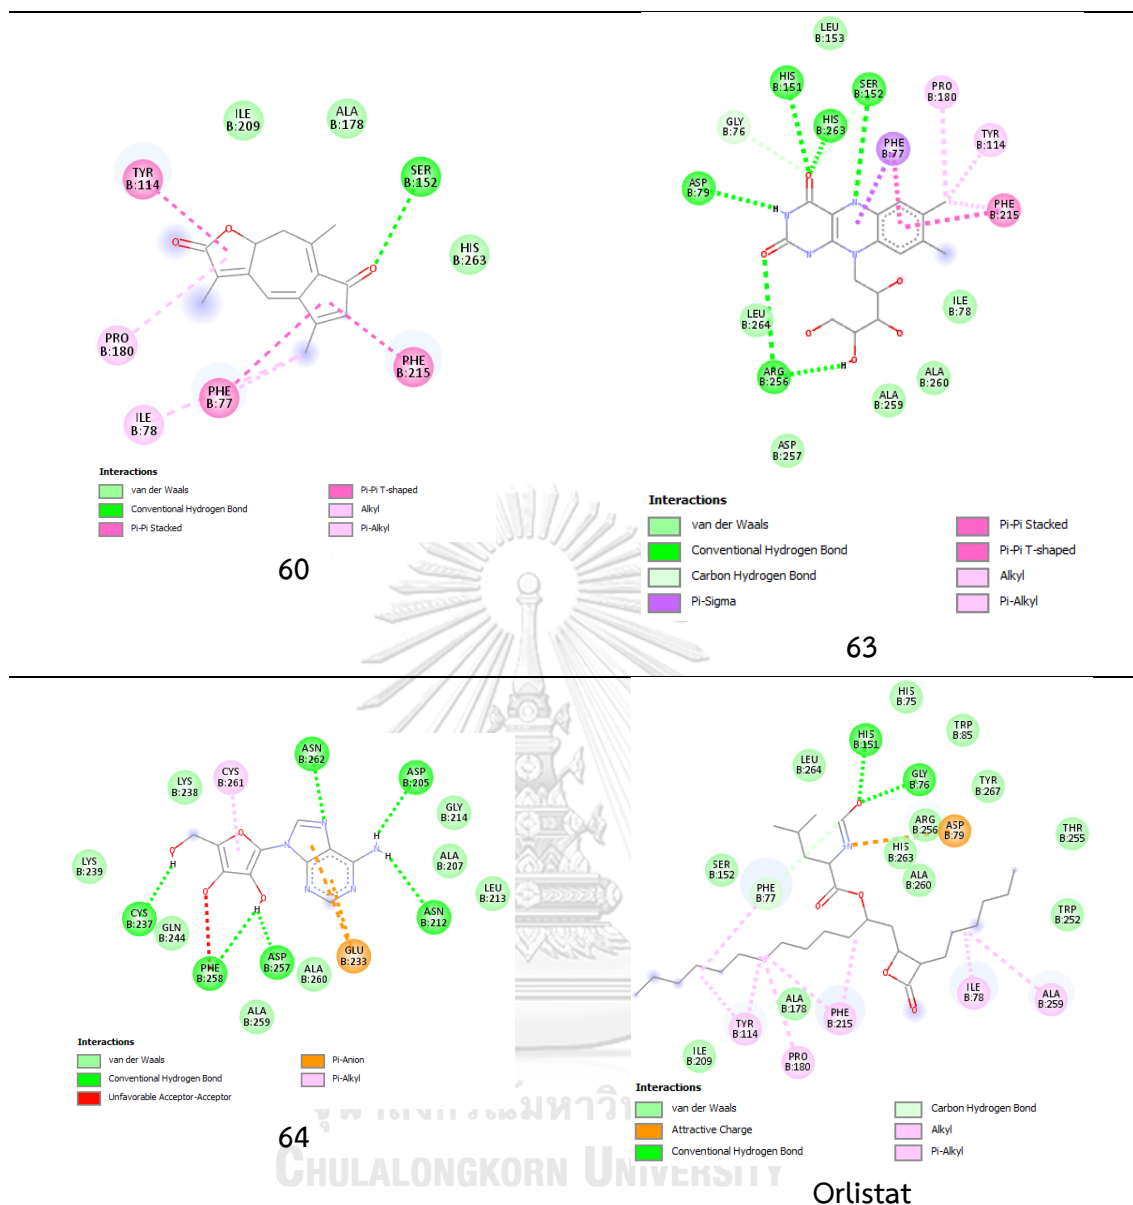 LEU
B:153
HIS
B:151
SER
B:152
PRO
B:180
ILE
B:209
ALA
B:178
GLY
B:76
HIS
B:263
PHE
B:77
TYR
B:114
TYR
B:114
SER
B:152
ASP
B:79
H
N
O
N
PHE
B:215
O
O
HIS
B:263
O
O
N
N
O
ILE
B:78
LEU
B:264
O
O
PRO
B:180
PHE
B:215
ARG
B:256
H
O
ALA
B:260
PHE
B:77
ALA
B:259
ILE
B:78
ASP
B:257
Interactions
van der Waals
Conventional Hydrogen Bond
Pi-Pi Stacked
Pi-Pi T-shaped
Alkyl
Pi-Alkyl
60
Interactions
van der Waals
Conventional Hydrogen Bond
Carbon Hydrogen Bond
Pi-Sigma
Pi-Pi Stacked
Pi-Pi T-shaped
Alkyl
Pi-Alkyl
63
ASN
B:262
CYS
B:261
LYS
B:238
ASP
B:205
GLY
B:214
H
N
N
H
O
O
N
N
N
ALA
B:207
LYS
B:239
H
O
O
H
LEU
B:213
CYS
B:237
GLN
B:244
ASN
B:212
PHE
B:258
ASP
B:257
ALA
B:260
GLU
B:233
ALA
B:259
Interactions
van der Waals
Conventional Hydrogen Bond
Unfavorable Acceptor-Acceptor
Pi-Anion
Pi-Alkyl
64
HIS
B:75
HIS
B:151
TRP
B:85
LEU
B:264
GLY
B:76
TYR
B:267
O
ARG
B:256
ASP
B:79
THR
B:255
N
HIS
B:263
SER
B:152
PHE
B:77
ALA
B:260
O
O
TRP
B:252
O
O
ALA
B:178
PHE
B:215
ILE
B:78
ALA
B:259
TYR
B:114
PRO
B:180
ILE
B:209
Interactions
van der Waals
Attractive Charge
Conventional Hydrogen Bond
Carbon Hydrogen Bond
Alkyl
Pi-Alkyl
Orlistat
CHULALONGKORN UNIVERSITY